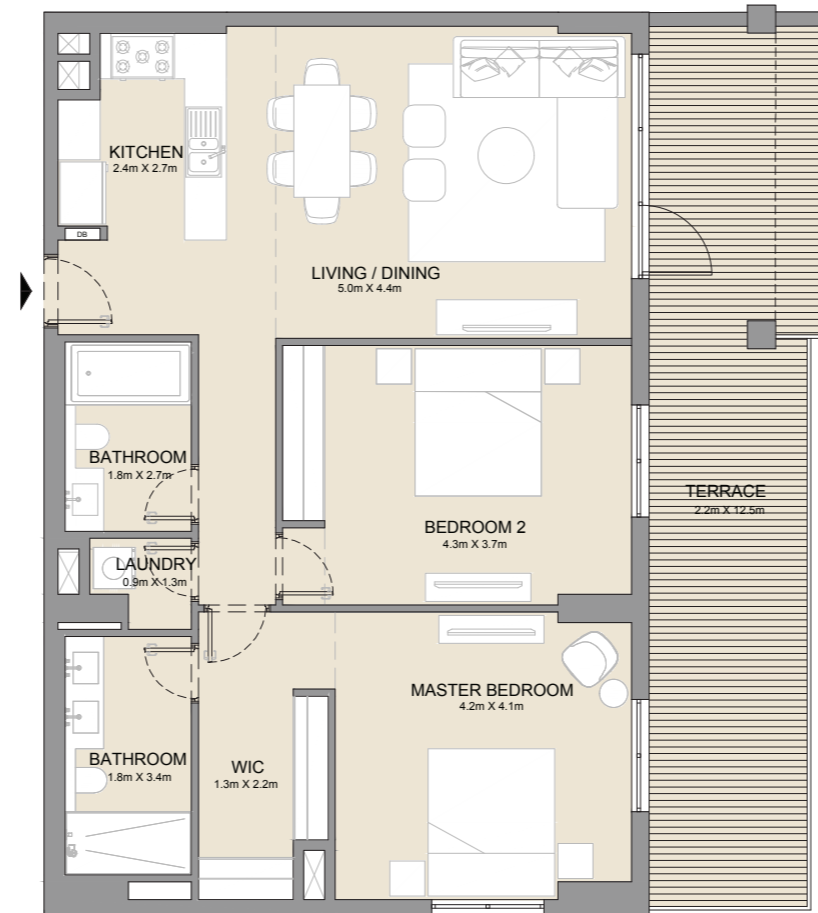 KITCHEN
2.4m X 2.7m
DB
LIVING / DINING
5.0m X 4.4m
BATHROOM
1.8m X 2.7m
TERRACE
2.2m X 12.5m
BEDROOM 2
4.3m X 3.7m
LAUNDRY
0.9m X 1.3m
MASTER BEDROOM
4.2m X 4.1m
BATHROOM
1.8m X 3.4m
WIC
1.3m X 2.2m